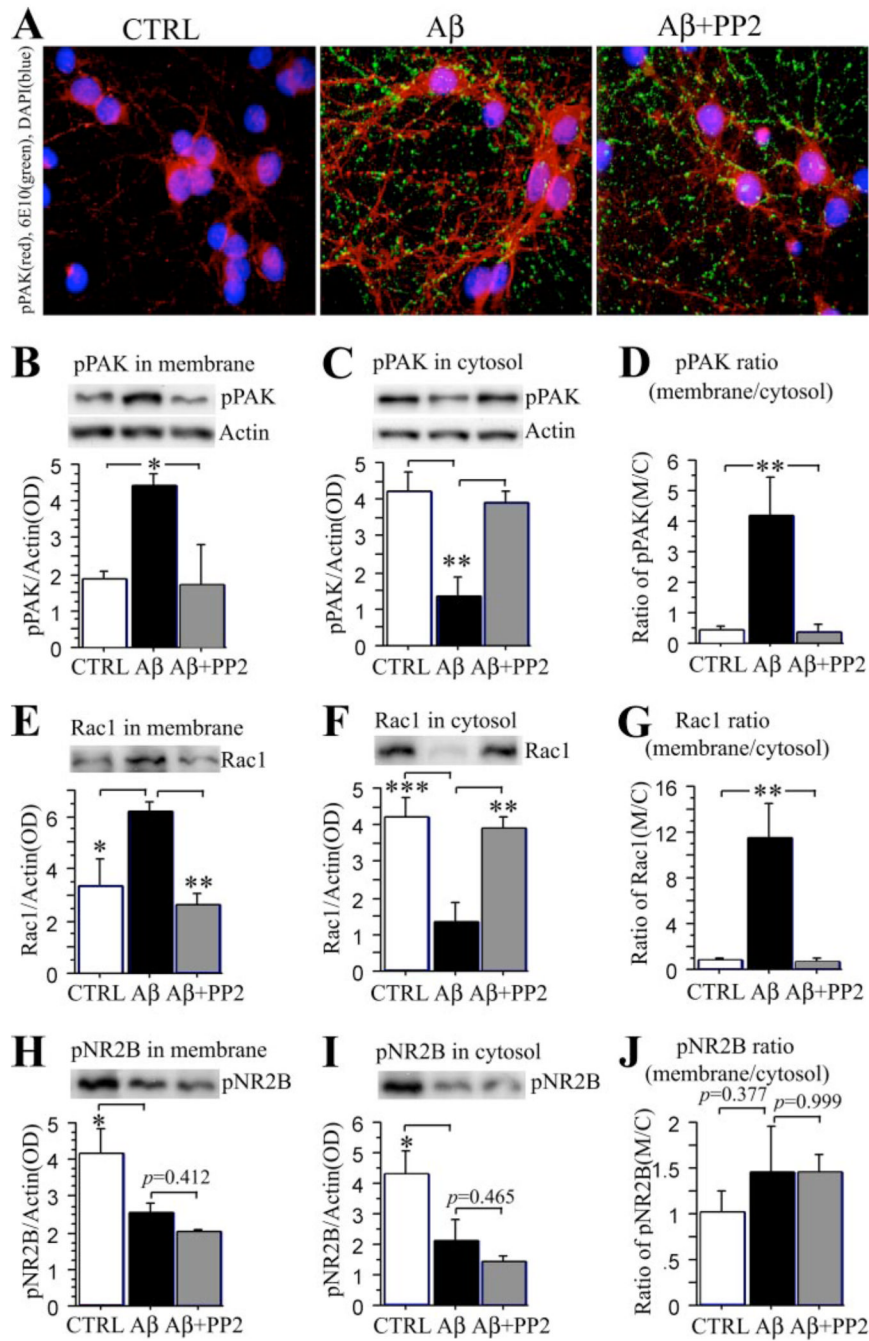 A
CTRL
Aβ
Aβ+PP2
pPAK(red), 6E10(green), DAPI(blue)
B pPAK in membrane
pPAK
Actin
pPAK/Actin(OD)
5
4
3
2
1
0
*
CTRL Aβ Aβ+PP2
C pPAK in cytosol
pPAK
Actin
pPAK/Actin(OD)
5
4
3
2
1
0
**
CTRL Aβ Aβ+PP2
D pPAK ratio
(membrane/cytosol)
Ratio of pPAK(M/C)
6
5
4
3
2
1
0
**
CTRL Aβ Aβ+PP2
E Rac1 in membrane
Rac1
Rac1/Actin(OD)
6
4
2
0
*
**
CTRL Aβ Aβ+PP2
F Rac1 in cytosol
Rac1
Rac1/Actin(OD)
5
4
3
2
1
0
***
**
CTRL Aβ Aβ+PP2
G Rac1 ratio
(membrane/cytosol)
Ratio of Rac1(M/C)
16
12
8
4
0
**
CTRL Aβ Aβ+PP2
H pNR2B in membrane
pNR2B
pNR2B/Actin(OD)
5
4
3
2
1
0
*
p=0.412
CTRL Aβ Aβ+PP2
I pNR2B in cytosol
pNR2B
pNR2B/Actin(OD)
6
5
4
3
2
1
0
*
p=0.465
CTRL Aβ Aβ+PP2
J pNR2B ratio
(membrane/cytosol)
p=0.377
p=0.999
Ratio of pNR2B(M/C)
2
1.5
1
.5
0
CTRL Aβ Aβ+PP2